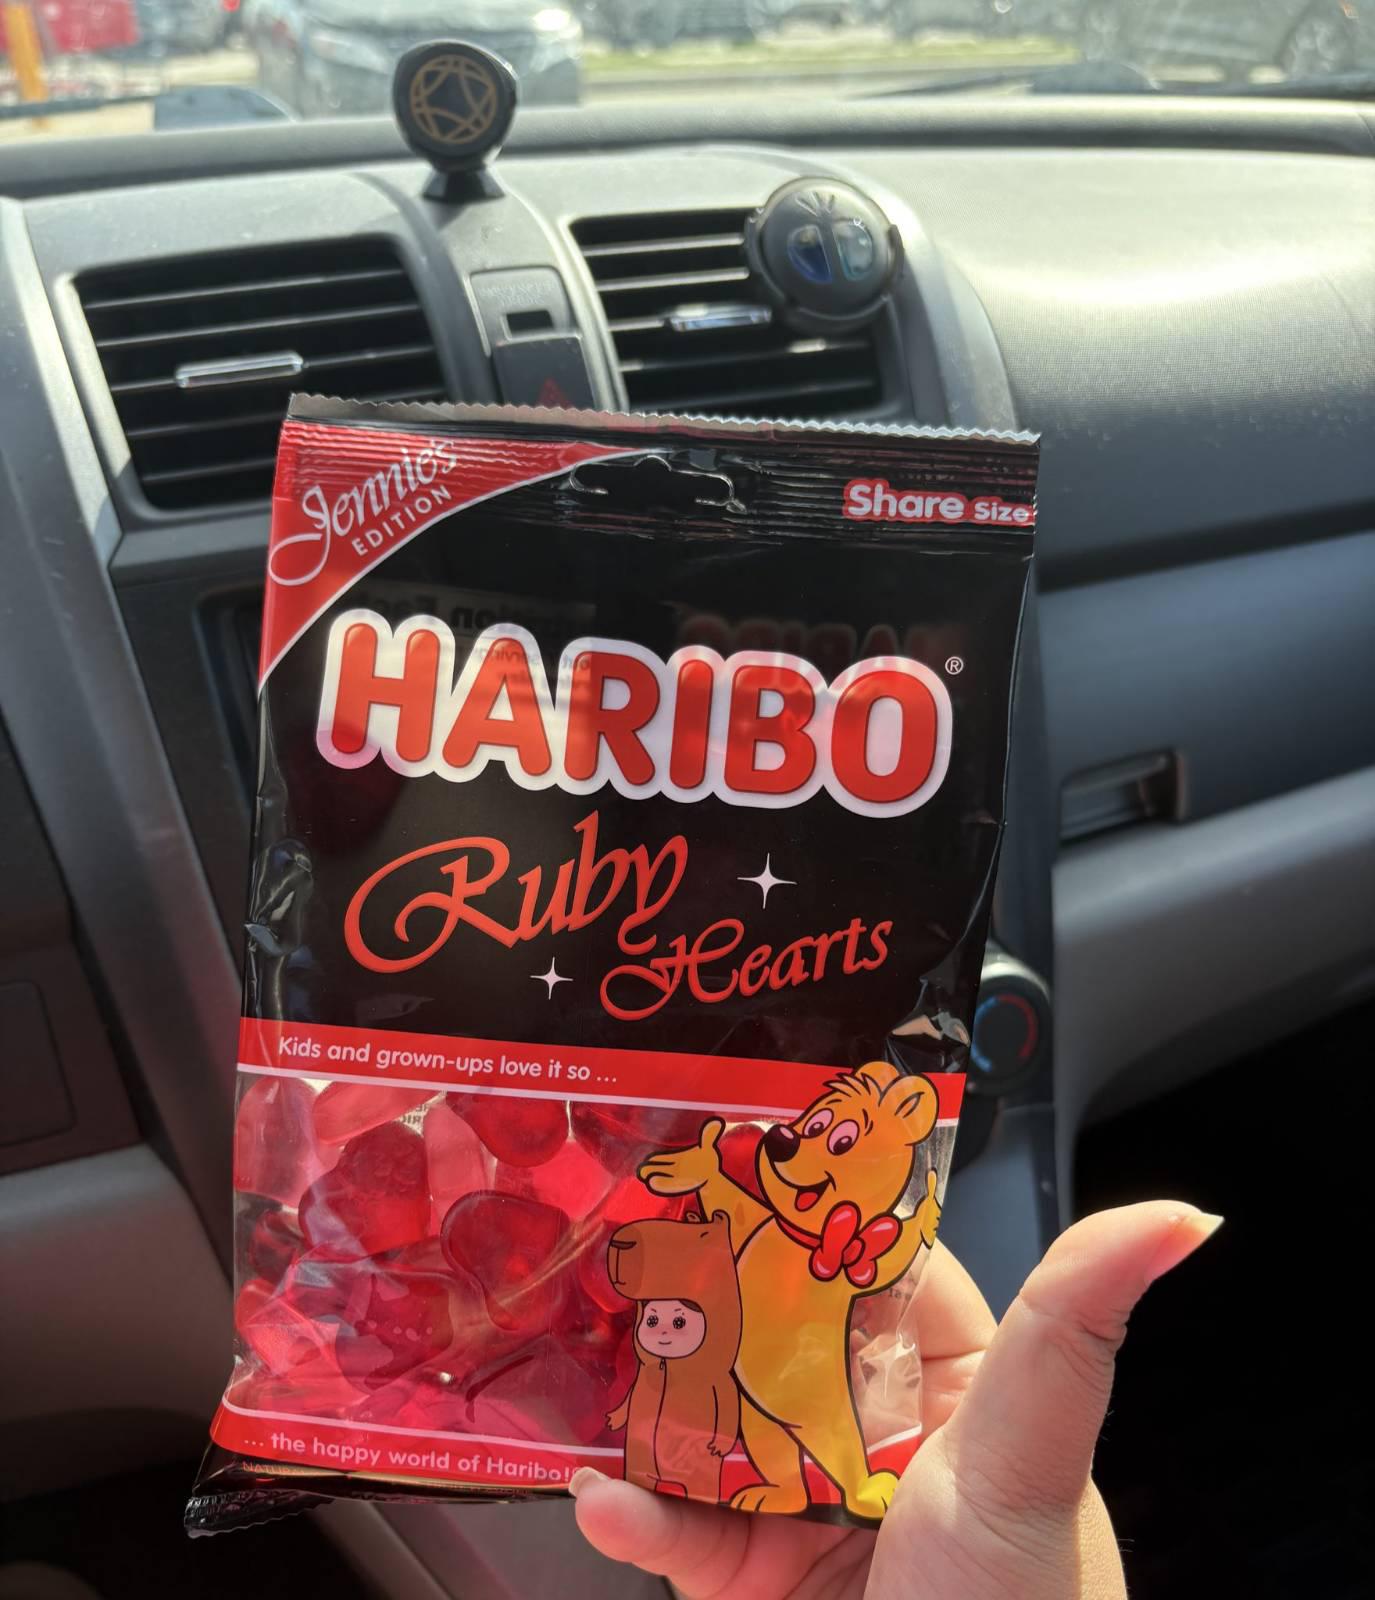 Jennie's
EDITION
Share Size
HARIBO®
Ruby
Hearts
Kids and grown-ups love it so ...
... the happy world of Haribo!